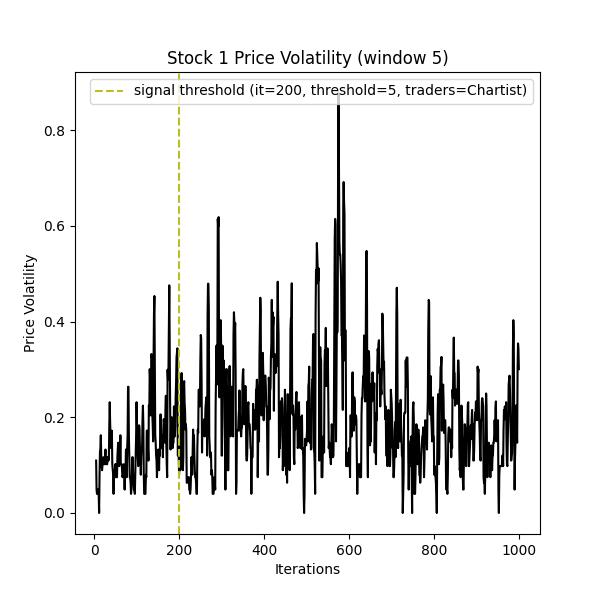 Stock 1 Price Volatility (window 5)
signal threshold (it=200, threshold=5, traders=Chartist)
0.8
0.6
0.4
0.2
0.0
Price Volatility
0 200 400 600 800 1000
Iterations